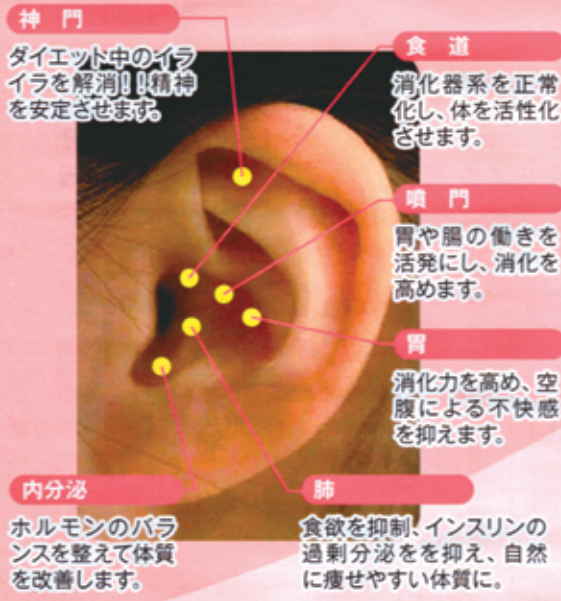 神 門
ダイエット中のイラ
イラを解消!!精神
を安定させます。
食 道
消化器系を正常
化し、体を活性化
させます。
噴 門
胃や腸の働きを
活発にし、消化を
高めます。
胃
消化力を高め、空
腹による不快感
を抑えます。
内分泌
ホルモンのバラ
ンスを整えて体質
を改善します。
肺
食欲を抑制、インスリンの
過剰分泌をを抑え、自然
に痩せやすい体質に。